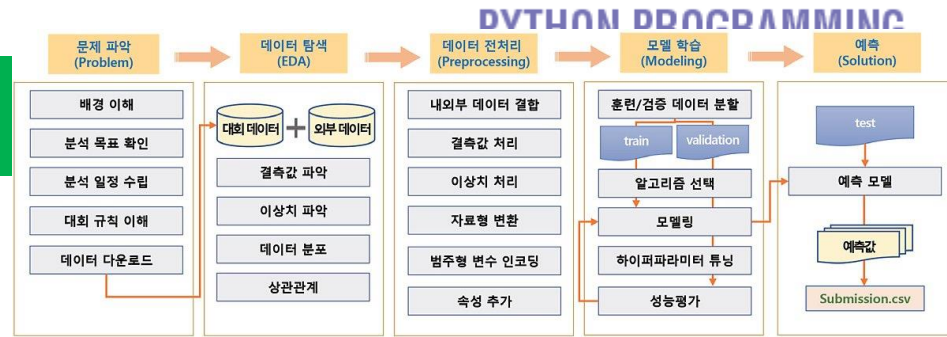 PYTHON PROGRAMMING
문제 파악
(Problem)
데이터 탐색
(EDA)
데이터 전처리
(Preprocessing)
모델 학습
(Modeling)
예측
(Solution)
배경 이해
분석 목표 확인
분석 일정 수립
대회 규칙 이해
데이터 다운로드
대회 데이터
+
외부 데이터
결측값 파악
이상치 파악
데이터 분포
상관관계
내외부 데이터 결합
결측값 처리
이상치 처리
자료형 변환
범주형 변수 인코딩
속성 추가
훈련/검증 데이터 분할
train
validation
알고리즘 선택
모델링
하이퍼파라미터 튜닝
성능평가
test
예측 모델
예측값
Submission.csv